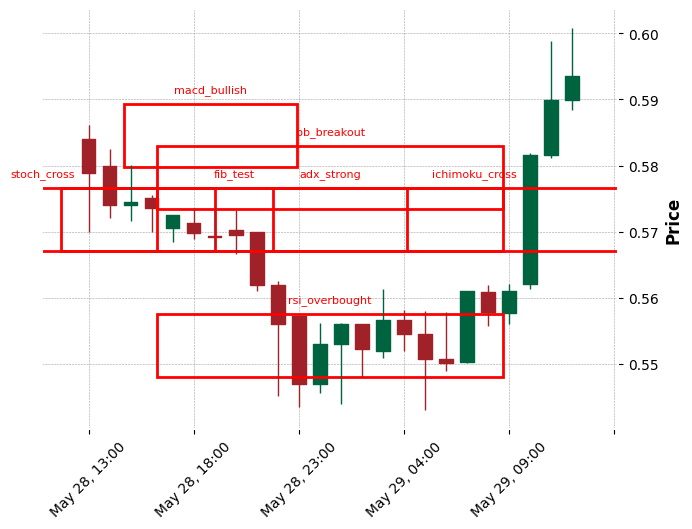 0.60
macd_bullish
0.59
bb_breakout
stoch_cross
fib_test
adx_strong
ichimoku_cross
0.58
0.57
Price
0.56
rsi_overbought
0.55
May 28, 13:00
May 28, 18:00
May 28, 23:00
May 29, 04:00
May 29, 09:00